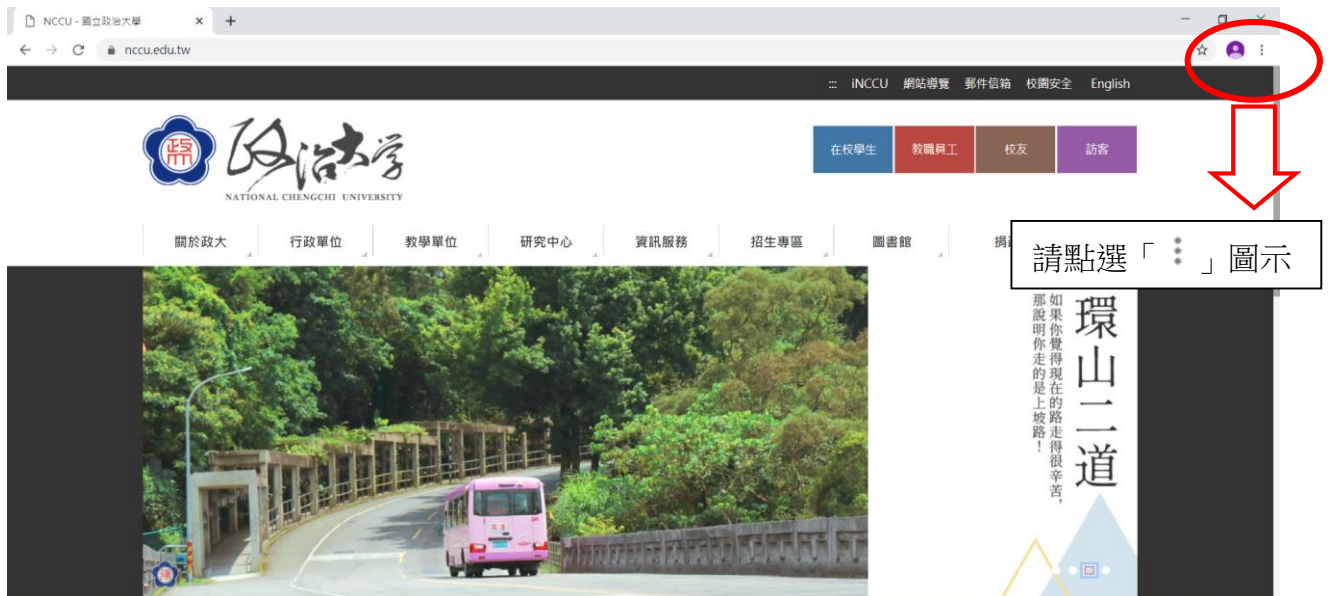 NCCU - 國立政治大學
nccu.edu.tw
::: iNCCU 網站導覽 郵件信箱 校園安全 English
政治大学
NATIONAL CHENGCHI UNIVERSITY
在校學生 教職員工 校友 訪客
關於政大 行政單位 教學單位 研究中心 資訊服務 招生專區 圖書館 捐
請點選「⋮」圖示
環山二道
如果你覺得現在的路走得很辛苦,
那說明你走的是上坡路!